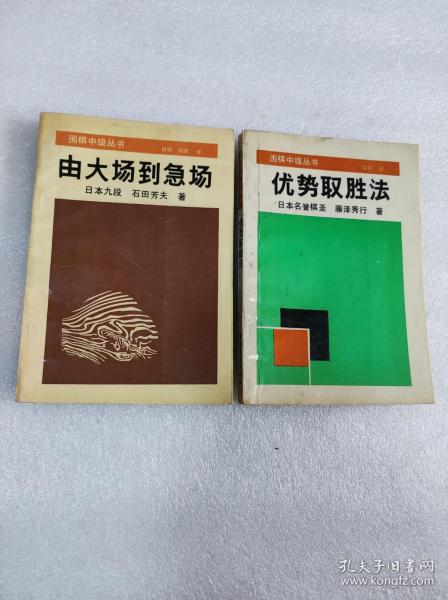 围棋中级丛书
由大场到急场
日本九段 石田芳夫 著
围棋中级丛书
优势取胜法
日本名誉棋圣 藤泽秀行 著
孔夫子旧书网
www.kongfz.com